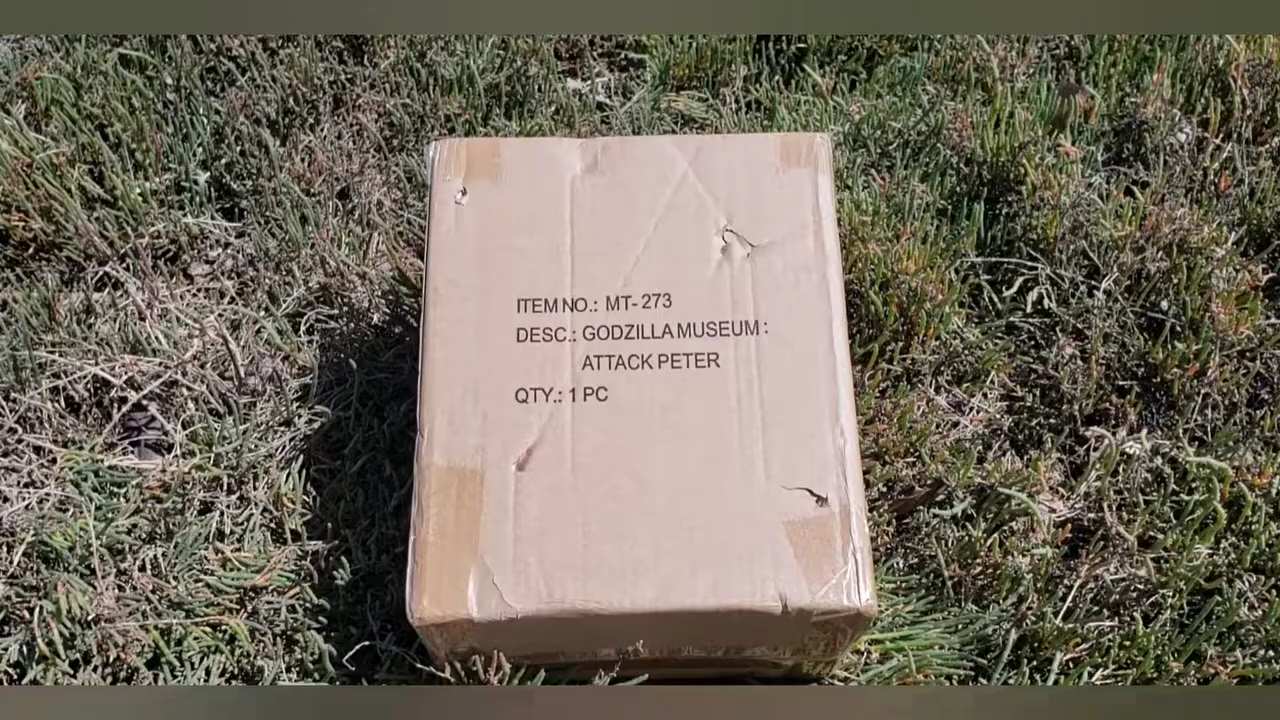 ITEM NO.: MT-273
DESC.: GODZILLA MUSEUM :
ATTACK PETER
QTY.: 1 PC